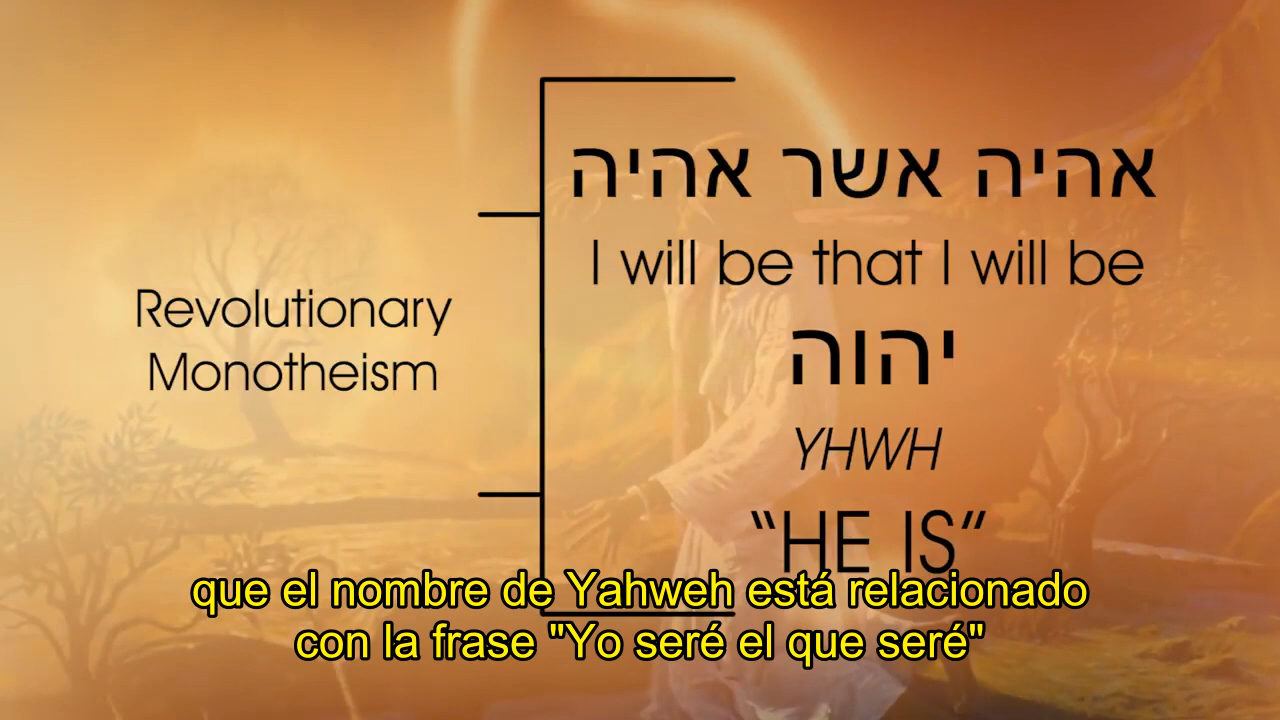 Revolutionary
Monotheism
אהיה אשר אהיה
I will be that I will be
יהוה
YHWH
“HE IS”
que el nombre de Yahweh está relacionado
con la frase "Yo seré el que seré"